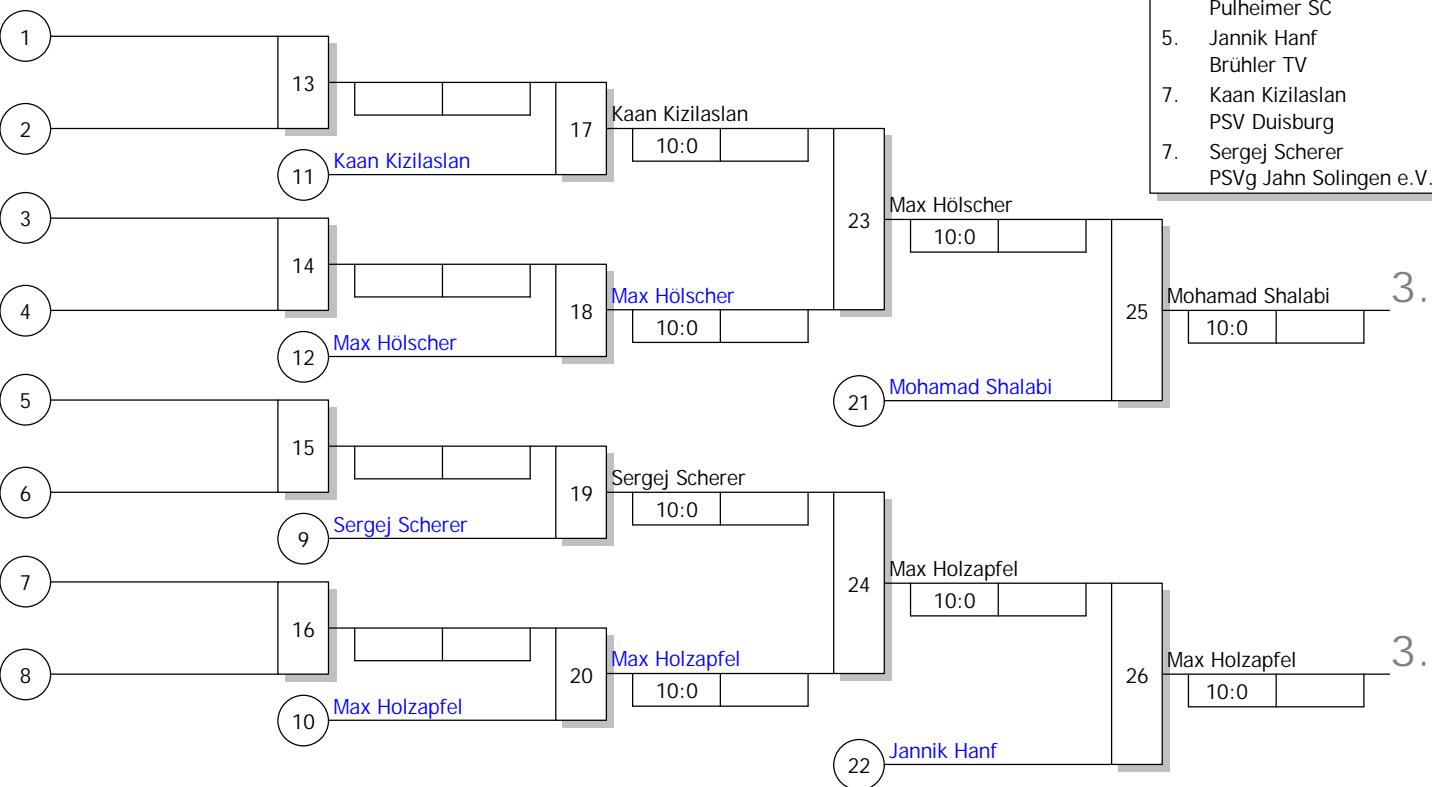 Pulheimer SC
5. Jannik Hanf
Brühler TV
7. Kaan Kizilaslan
PSV Duisburg
7. Sergej Scherer
PSVg Jahn Solingen e.V.
1
13
2
17
Kaan Kizilaslan
10:0
11
Kaan Kizilaslan
3
14
4
18
Max Hölscher
10:0
12
Max Hölscher
23
Max Hölscher
10:0
25
Mohamad Shalabi
10:0
3.
21
Mohamad Shalabi
5
15
6
19
Sergej Scherer
10:0
9
Sergej Scherer
7
16
8
20
Max Holzapfel
10:0
10
Max Holzapfel
24
Max Holzapfel
10:0
26
Max Holzapfel
10:0
3.
22
Jannik Hanf